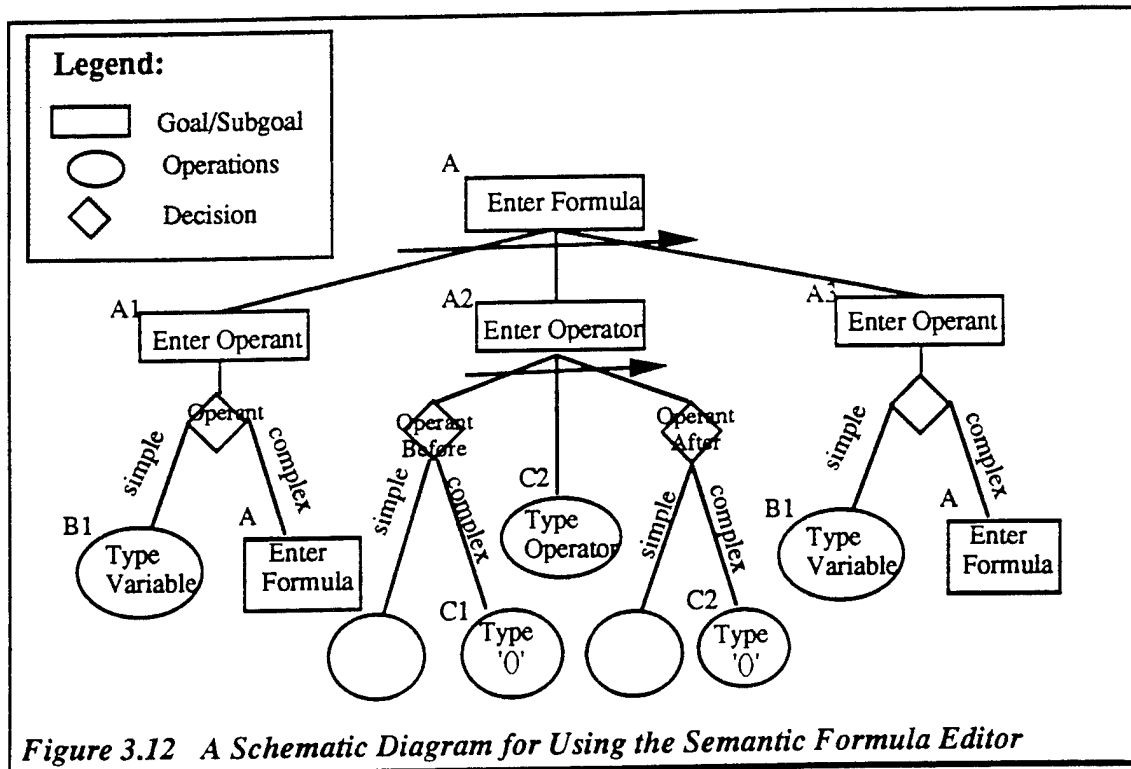 Legend:
Goal/Subgoal
Operations
Decision
A
Enter Formula
A1
Enter Operant
A2
Enter Operator
A3
Enter Operant
Operant
simple
complex
B1
Type
Variable
A
Enter
Formula
Operant
Before
simple
complex
C1
Type
'()'
C2
Type
Operator
Operant
After
simple
complex
C2
Type
'()'
simple
complex
B1
Type
Variable
A
Enter
Formula
Figure 3.12 A Schematic Diagram for Using the Semantic Formula Editor